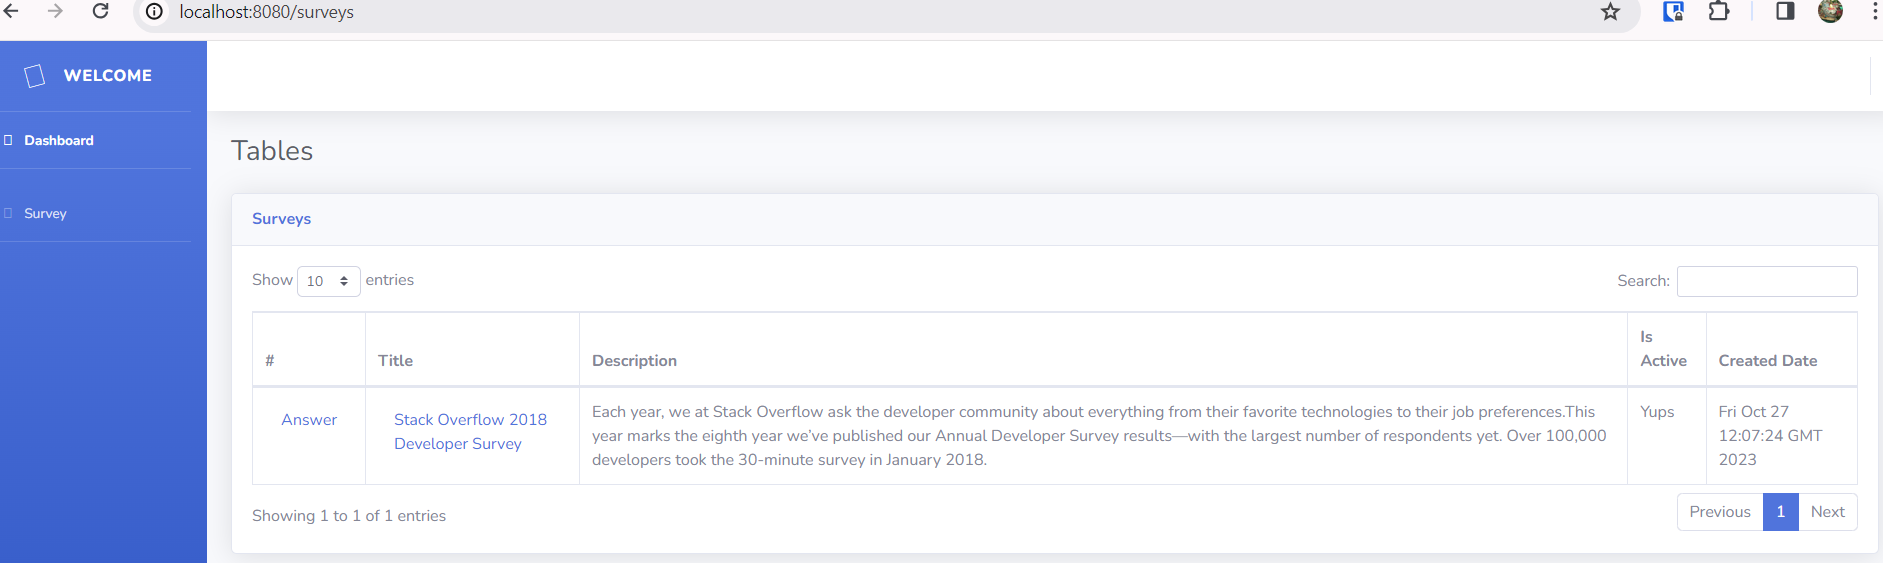 localhost:8080/surveys
WELCOME
Dashboard
Survey
Tables
Surveys
Show 10 entries
Search:
#
Title
Description
Is
Active
Created Date
Answer
Stack Overflow 2018
Developer Survey
Each year, we at Stack Overflow ask the developer community about everything from their favorite technologies to their job preferences.This
year marks the eighth year we’ve published our Annual Developer Survey results—with the largest number of respondents yet. Over 100,000
developers took the 30-minute survey in January 2018.
Yups
Fri Oct 27
12:07:24 GMT
2023
Showing 1 to 1 of 1 entries
Previous 1 Next